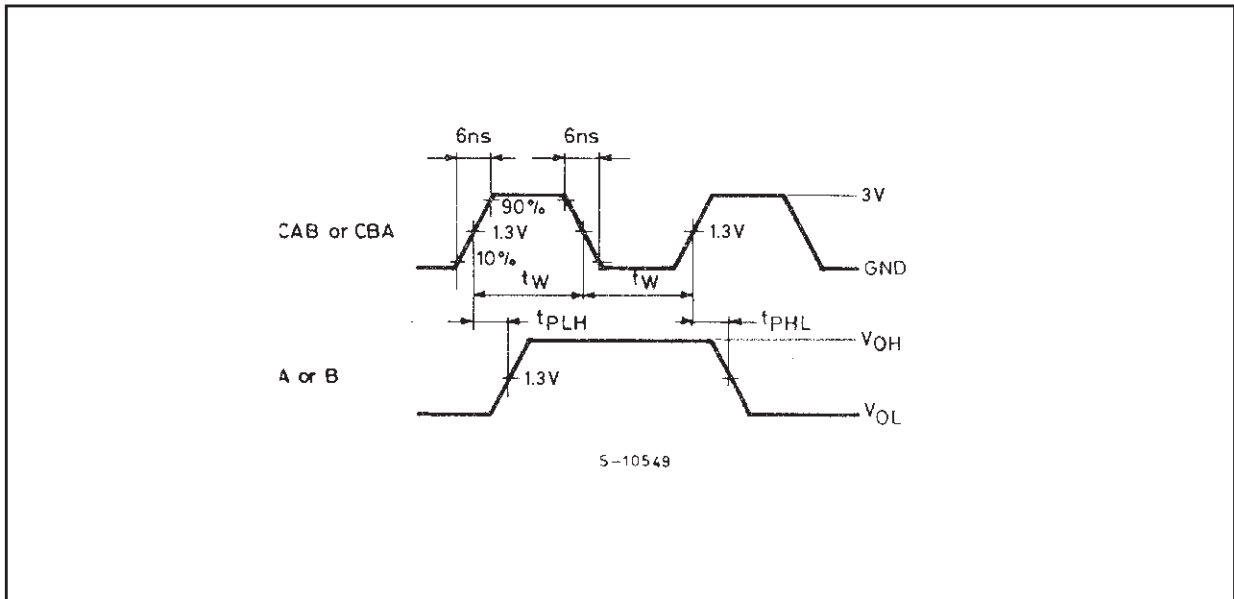 6ns 6ns
3V
90%
CAB or CBA 1.3V 1.3V
10%
GND
tW tW
tPLH tPHL
VOH
A or B 1.3V
VOL
S-10549